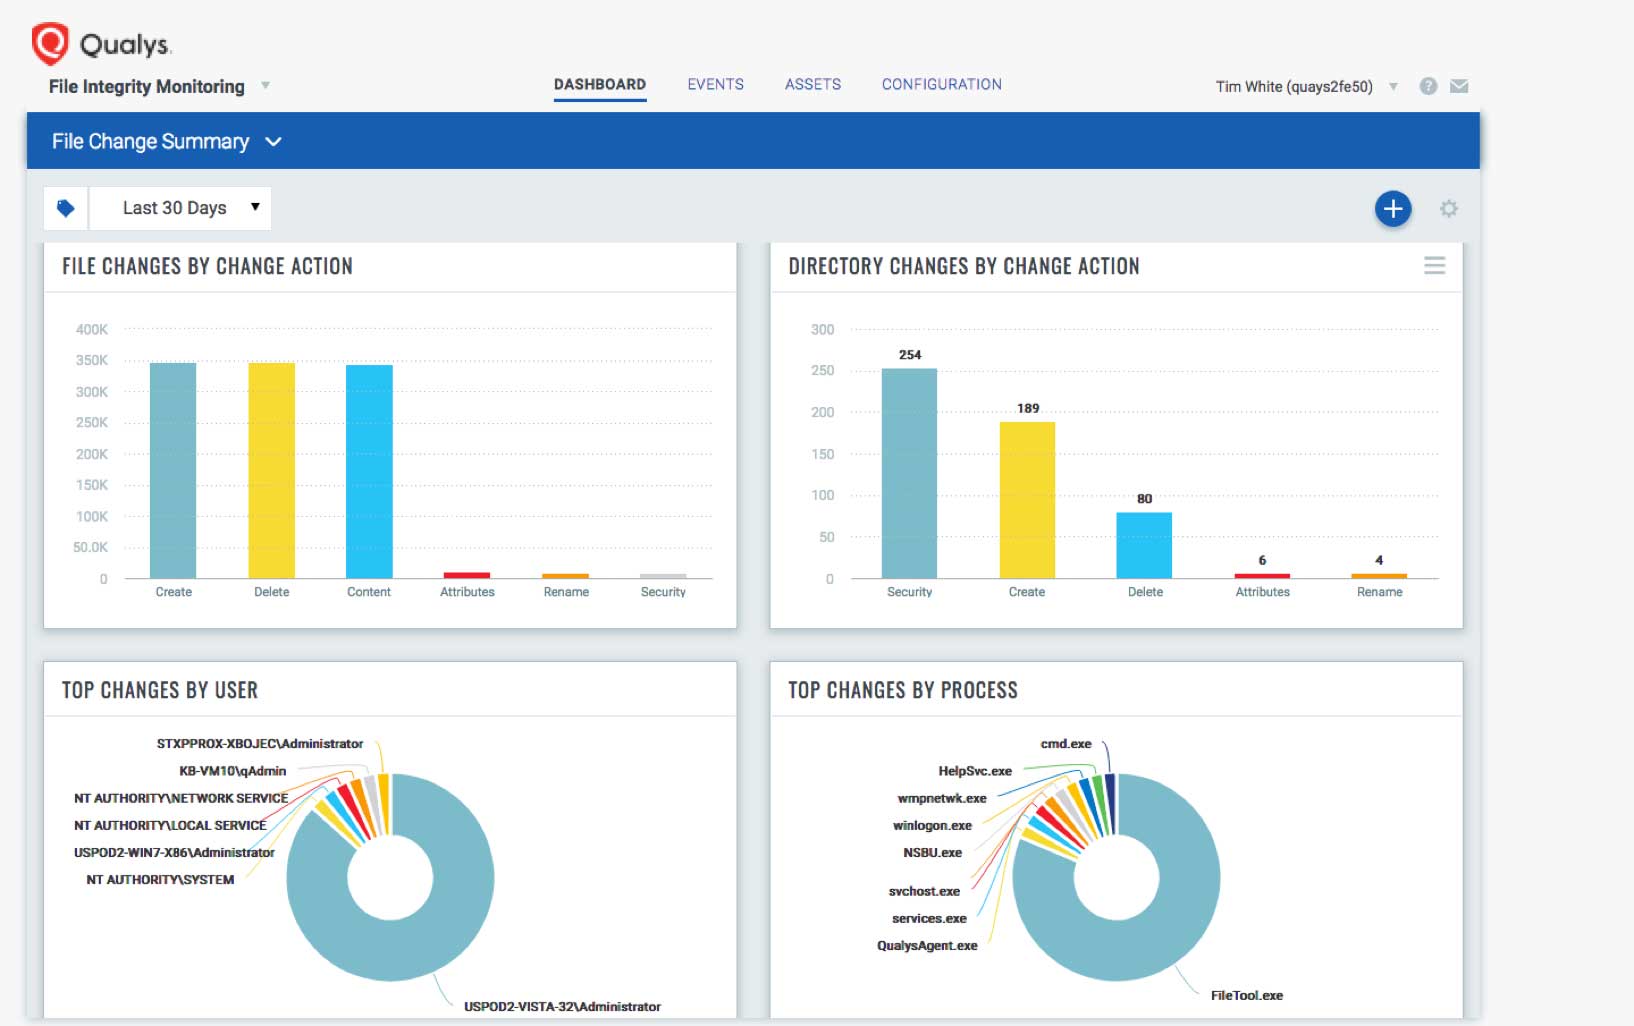 Qualys.
File Integrity Monitoring
DASHBOARD
EVENTS
ASSETS
CONFIGURATION
Tim White (quays2fe50)
?
File Change Summary
Last 30 Days
FILE CHANGES BY CHANGE ACTION
400K
350K
300K
250K
200K
150K
100K
50.0K
0
Create
Delete
Content
Attributes
Rename
Security
DIRECTORY CHANGES BY CHANGE ACTION
300
250
200
150
100
50
0
254
189
80
6
4
Security
Create
Delete
Attributes
Rename
TOP CHANGES BY USER
STXPPROX-XBOJEC\Administrator
KB-VM10\qAdmin
NT AUTHORITY\NETWORK SERVICE
NT AUTHORITY\LOCAL SERVICE
USPOD2-WIN7-X86\Administrator
NT AUTHORITY\SYSTEM
USPOD2-VISTA-32\Administrator
TOP CHANGES BY PROCESS
cmd.exe
HelpSvc.exe
wmpnetwk.exe
winlogon.exe
NSBU.exe
svchost.exe
services.exe
QualysAgent.exe
FileTool.exe